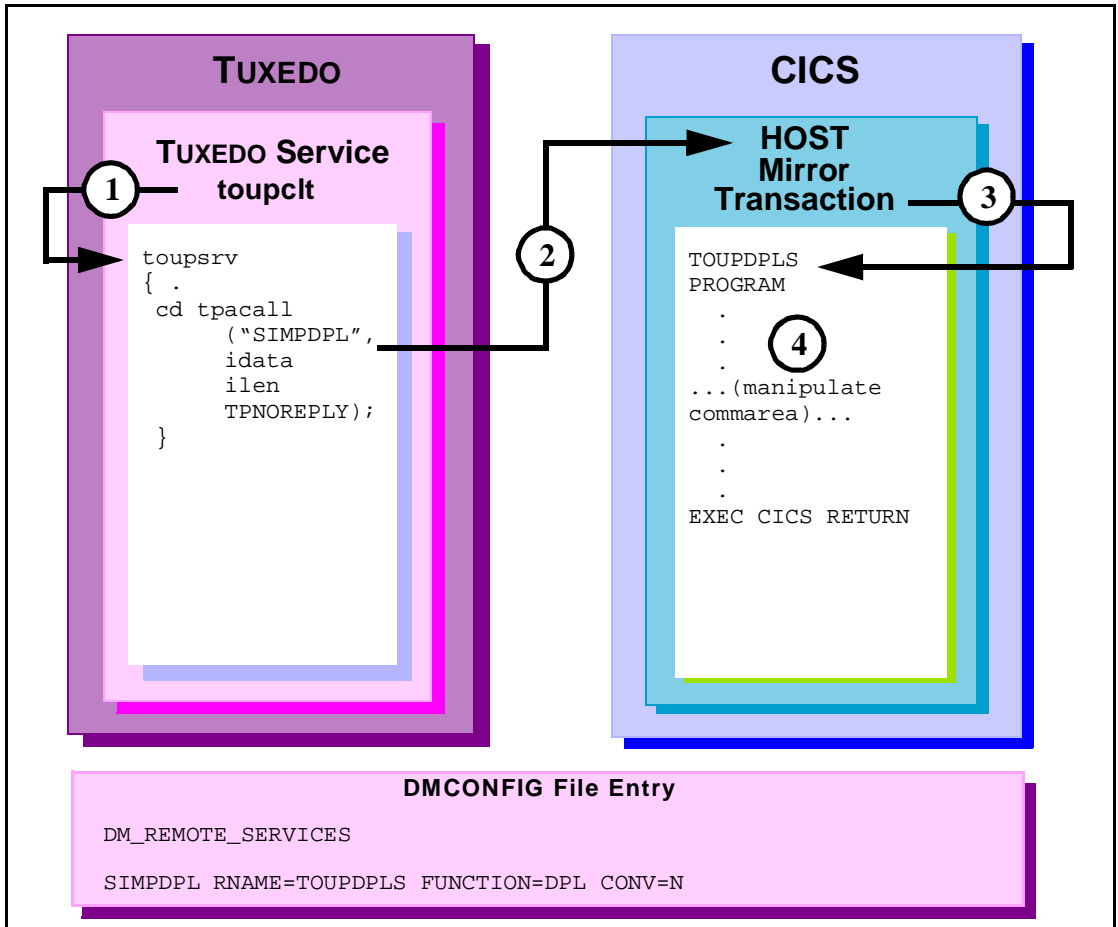 TUXEDO
TUXEDO Service
toupclt
1
toupsrv
{ .
cd tpacall
(“SIMPDPL”,
idata
ilen
TPNOREPLY);
}
2
CICS
HOST
Mirror
Transaction
3
TOUPDPLS
PROGRAM
.
.
.
4
...(manipulate
commarea)...
.
.
.
EXEC CICS RETURN
DMCONFIG File Entry
DM_REMOTE_SERVICES
SIMPDPL RNAME=TOUPDPLS FUNCTION=DPL CONV=N